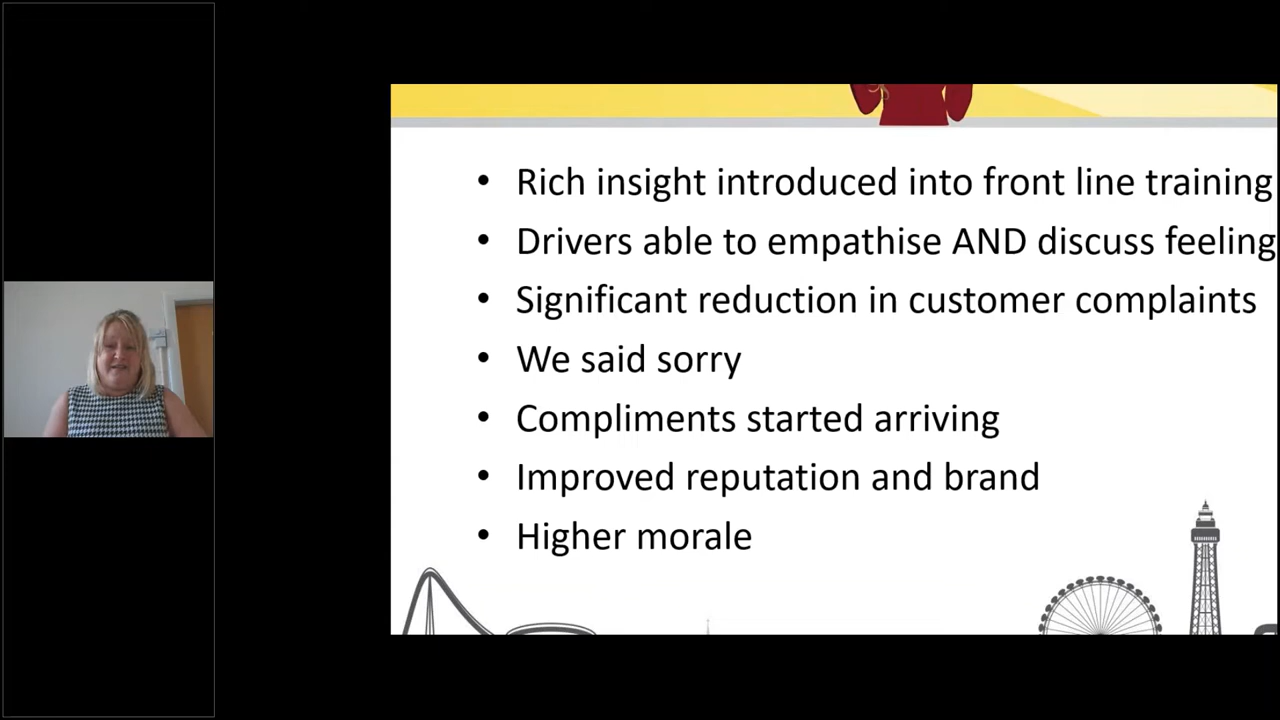 • Rich insight introduced into front line training
• Drivers able to empathise AND discuss feeling
• Significant reduction in customer complaints
• We said sorry
• Compliments started arriving
• Improved reputation and brand
• Higher morale